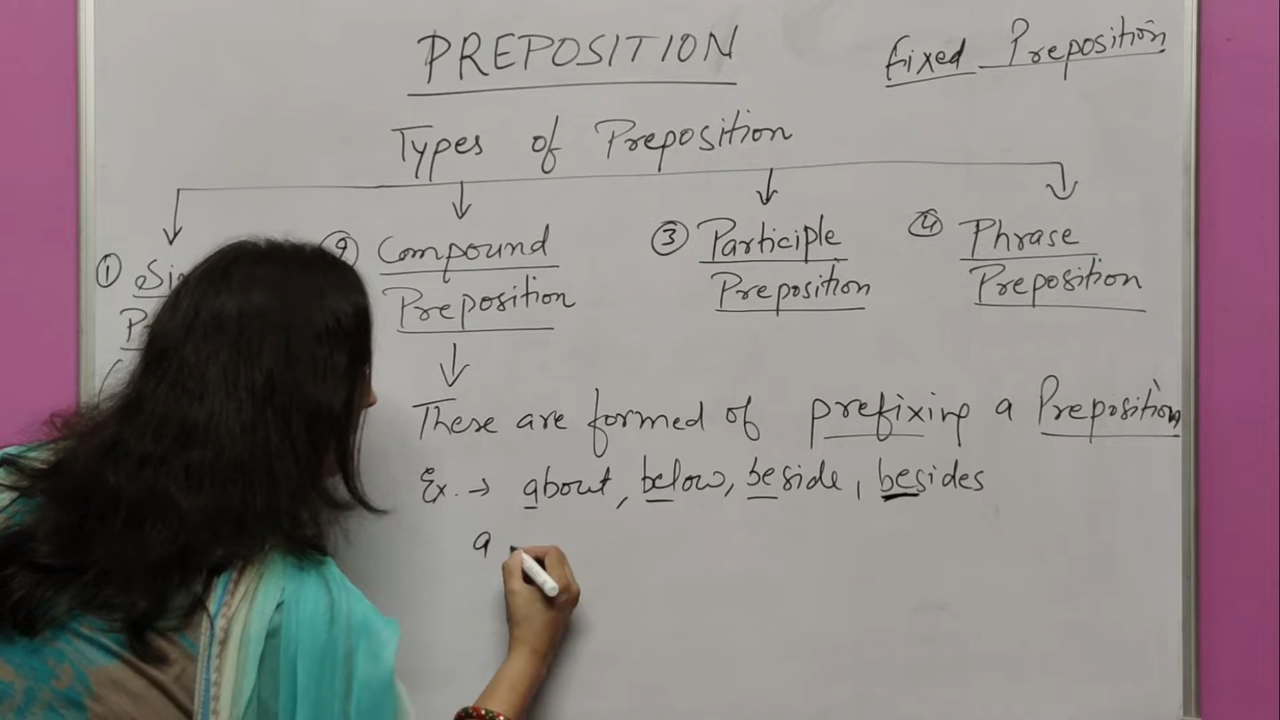 PREPOSITION
fixed Preposition
Types of Preposition
①
② Compound
Preposition
③ Participle
Preposition
④ Phrase
Preposition
These are formed of prefixing a Preposition
Ex. → about, below, beside, besides
a